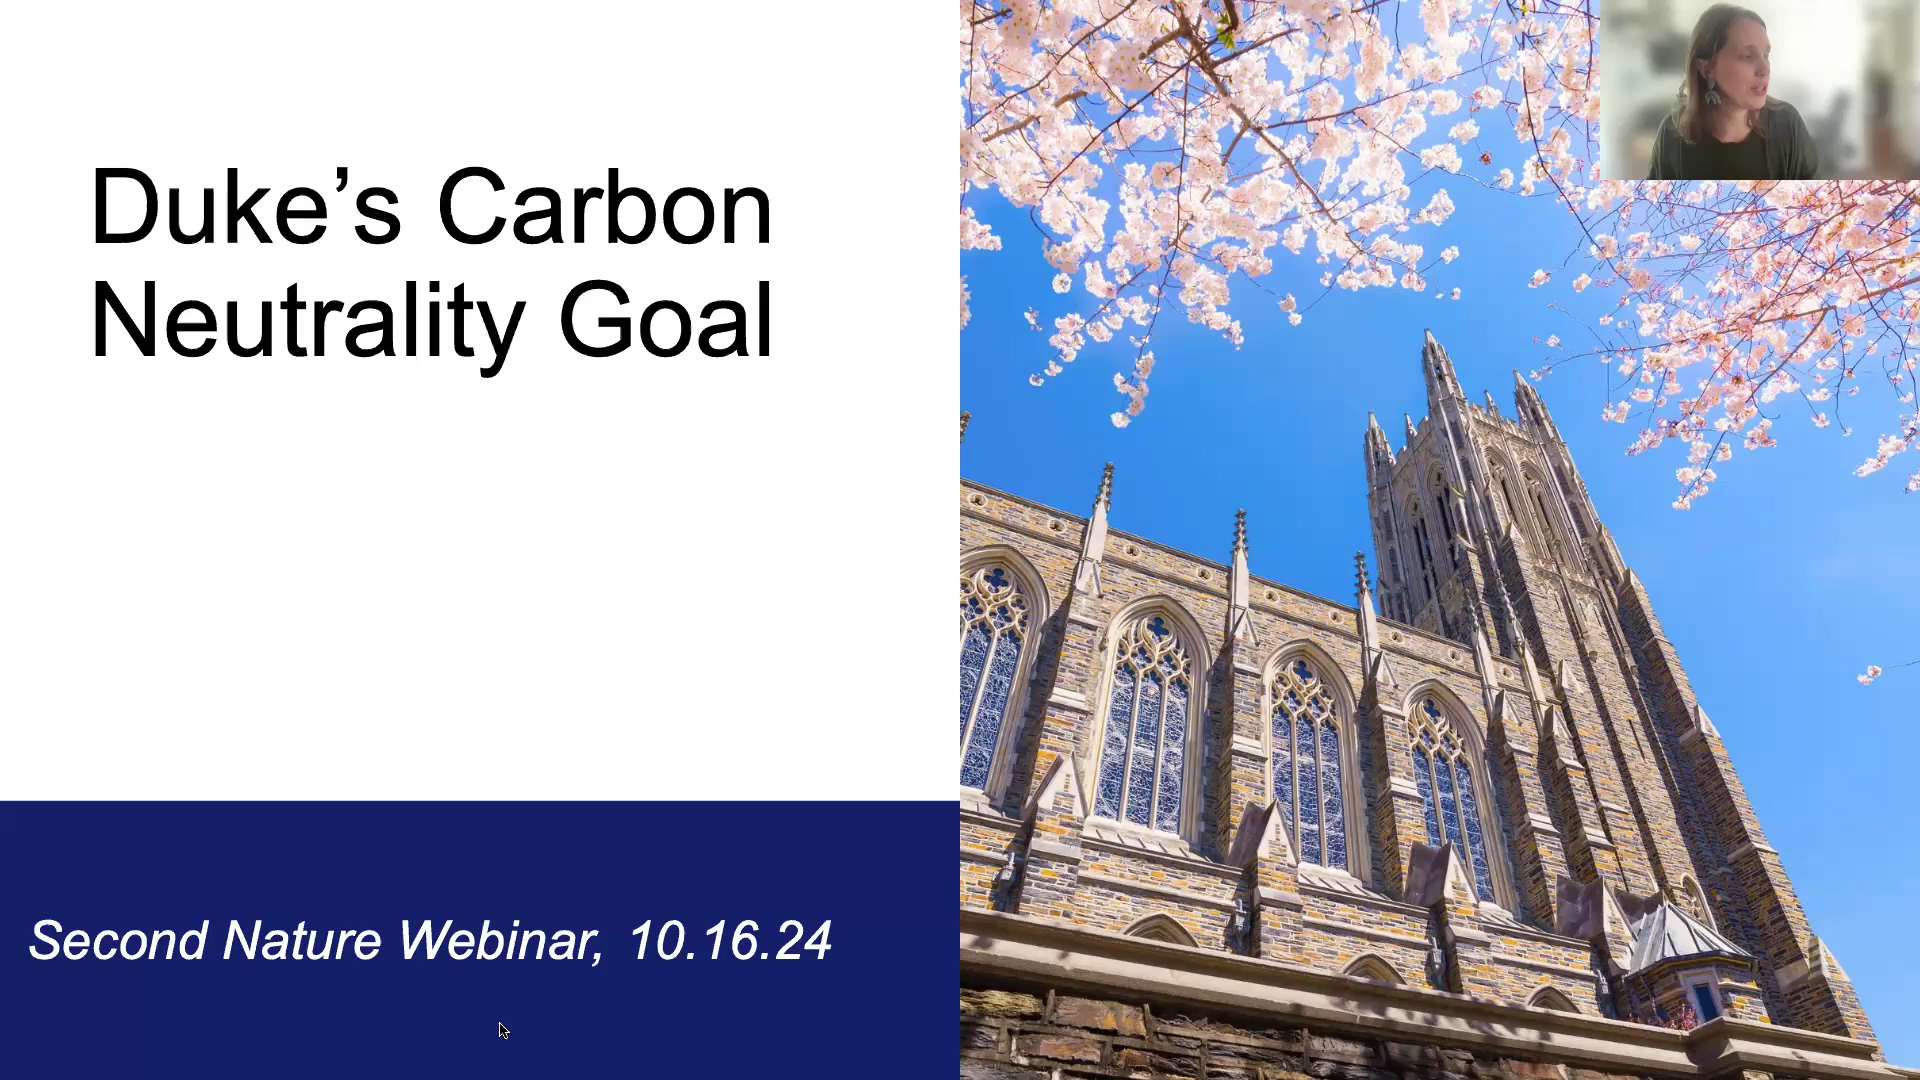 Duke’s Carbon
Neutrality Goal
Second Nature Webinar, 10.16.24